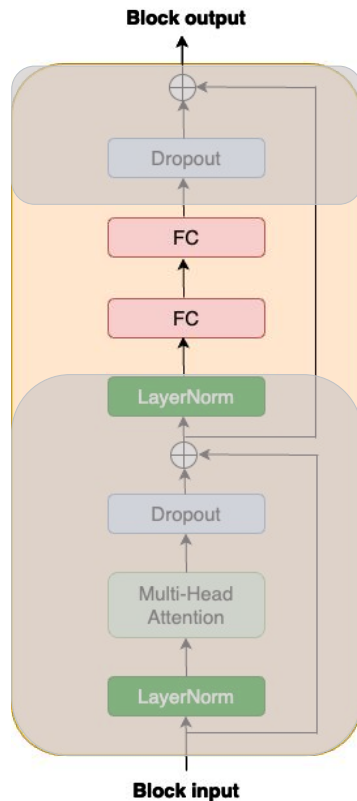 Block output
Dropout
FC
FC
LayerNorm
Dropout
Multi-Head
Attention
LayerNorm
Block input